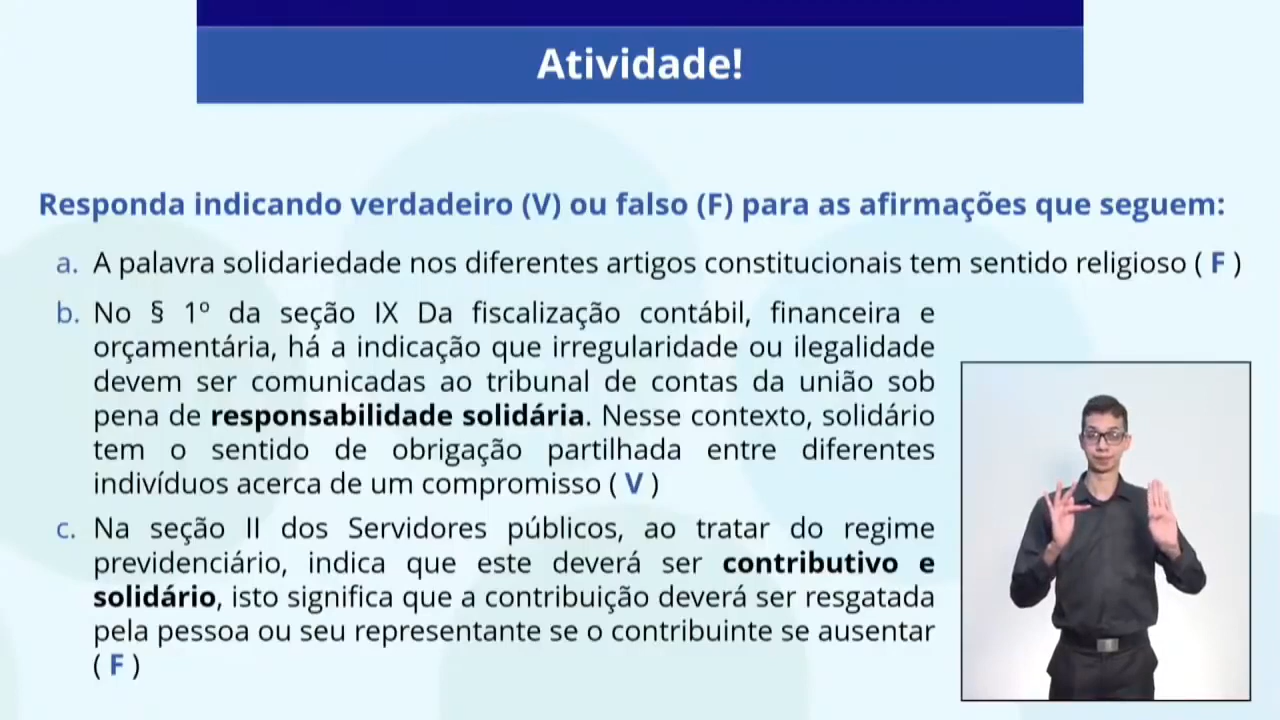 Atividade!
Responda indicando verdadeiro (V) ou falso (F) para as afirmações que seguem:
a. A palavra solidariedade nos diferentes artigos constitucionais tem sentido religioso ( F )
b. No § 1º da seção IX Da fiscalização contábil, financeira e
orçamentária, há a indicação que irregularidade ou ilegalidade
devem ser comunicadas ao tribunal de contas da união sob
pena de responsabilidade solidária. Nesse contexto, solidário
tem o sentido de obrigação partilhada entre diferentes
indivíduos acerca de um compromisso ( V )
c. Na seção II dos Servidores públicos, ao tratar do regime
previdenciário, indica que este deverá ser contributivo e
solidário, isto significa que a contribuição deverá ser resgatada
pela pessoa ou seu representante se o contribuinte se ausentar
( F )